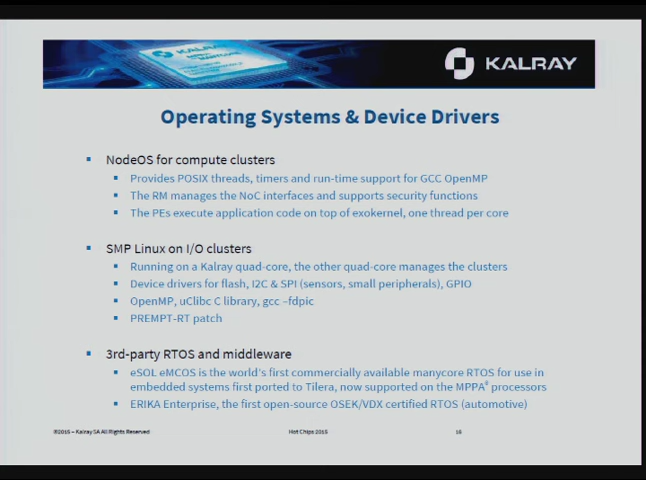 KALRAY
KALRAY
Operating Systems & Device Drivers
NodeOS for compute clusters
Provides POSIX threads, timers and run-time support for GCC OpenMP
The RM manages the NoC interfaces and supports security functions
The PEs execute application code on top of exokernel, one thread per core
SMP Linux on I/O clusters
Running on a Kalray quad-core, the other quad-core manages the clusters
Device drivers for flash, I2C & SPI (sensors, small peripherals), GPIO
OpenMP, uClibc C library, gcc –fdpic
PREMPT-RT patch
3rd-party RTOS and middleware
eSOL eMCOS is the world's first commercially available manycore RTOS for use in
embedded systems first ported to Tilera, now supported on the MPPA® processors
ERIKA Enterprise, the first open-source OSEK/VDX certified RTOS (automotive)
©2015 – Kalray SA All Rights Reserved
Hot Chips 2015
16